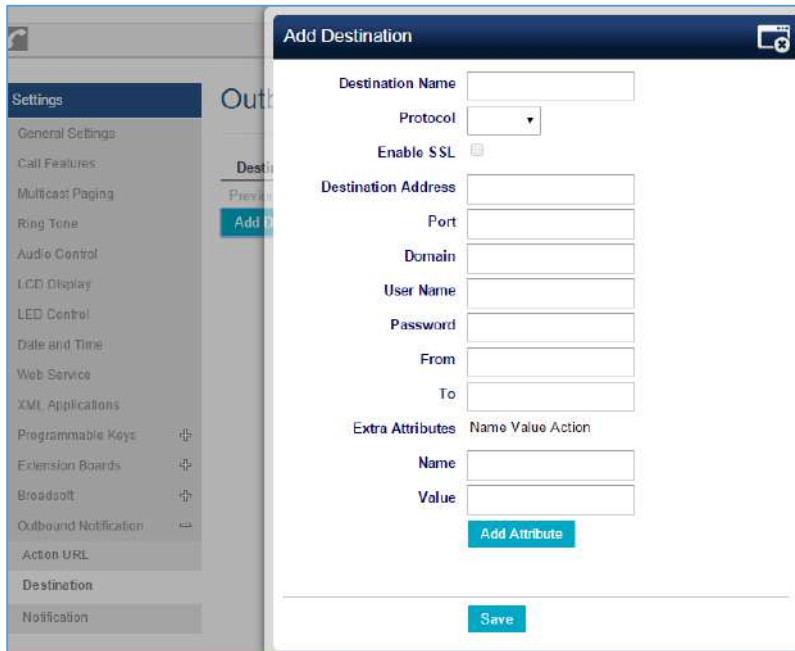 Add Destination
Settings
General Settings
Call Features
Multicast Paging
Ring Tone
Audio Control
LCD Display
LED Control
Date and Time
Web Service
XML Applications
Programmable Keys
Extension Boards
Broadsoft
Outbound Notification
Action URL
Destination
Notification
Outb
Desti
Previo
Add D
Destination Name
Protocol
Enable SSL
Destination Address
Port
Domain
User Name
Password
From
To
Extra Attributes Name Value Action
Name
Value
Add Attribute
Save